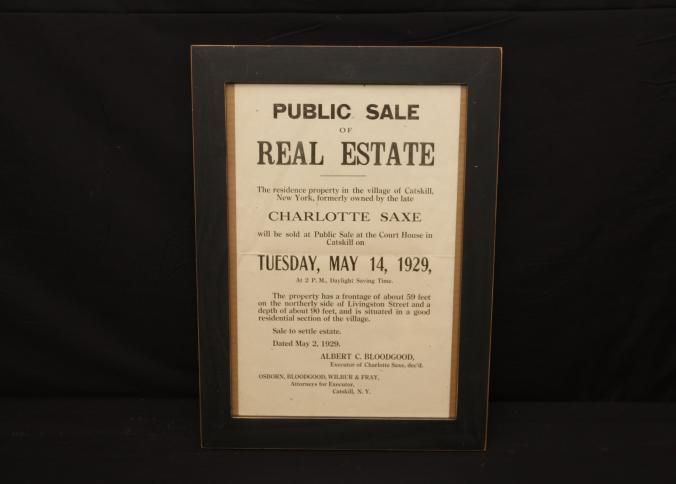 PUBLIC SALE
OF
REAL ESTATE
The residence property in the village of Catskill,
New York, formerly owned by the late
CHARLOTTE SAXE
will be sold at Public Sale at the Court House in
Catskill on
TUESDAY, MAY 14, 1929,
At 2 P. M., Daylight Saving Time.
The property has a frontage of about 59 feet
on the northerly side of Livingston Street and a
depth of about 90 feet, and is situated in a good
residential section of the village.
Sale to settle estate.
Dated May 2, 1929.
ALBERT C. BLOODGOOD,
Executor of Charlotte Saxe, dec'd.
OSBORN, BLOODGOOD, WILBUR & FRAY,
Attorneys for Executor,
Catskill, N. Y.